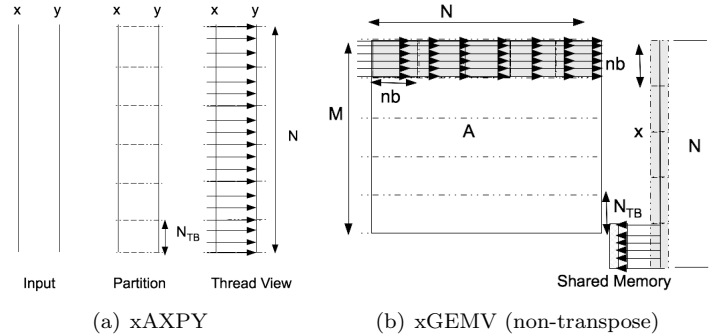 x y x y x y
N
N_TB
Input Partition Thread View
(a) xAXPY
N
nb
nb
M
A
x
N
N_TB
Shared Memory
(b) xGEMV (non-transpose)